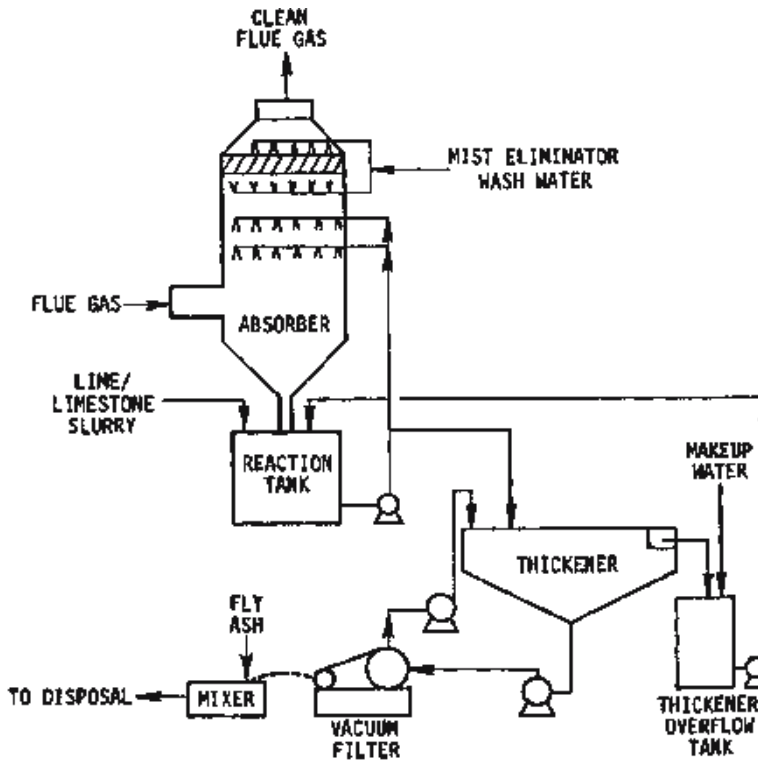 CLEAN
FLUE GAS
MIST ELIMINATOR
WASH WATER
FLUE GAS
ABSORBER
LIME/
LIMESTONE
SLURRY
REACTION
TANK
MAKEUP
WATER
THICKENER
FLY
ASH
TO DISPOSAL
MIXER
VACUUM
FILTER
THICKENER
OVERFLOW
TANK